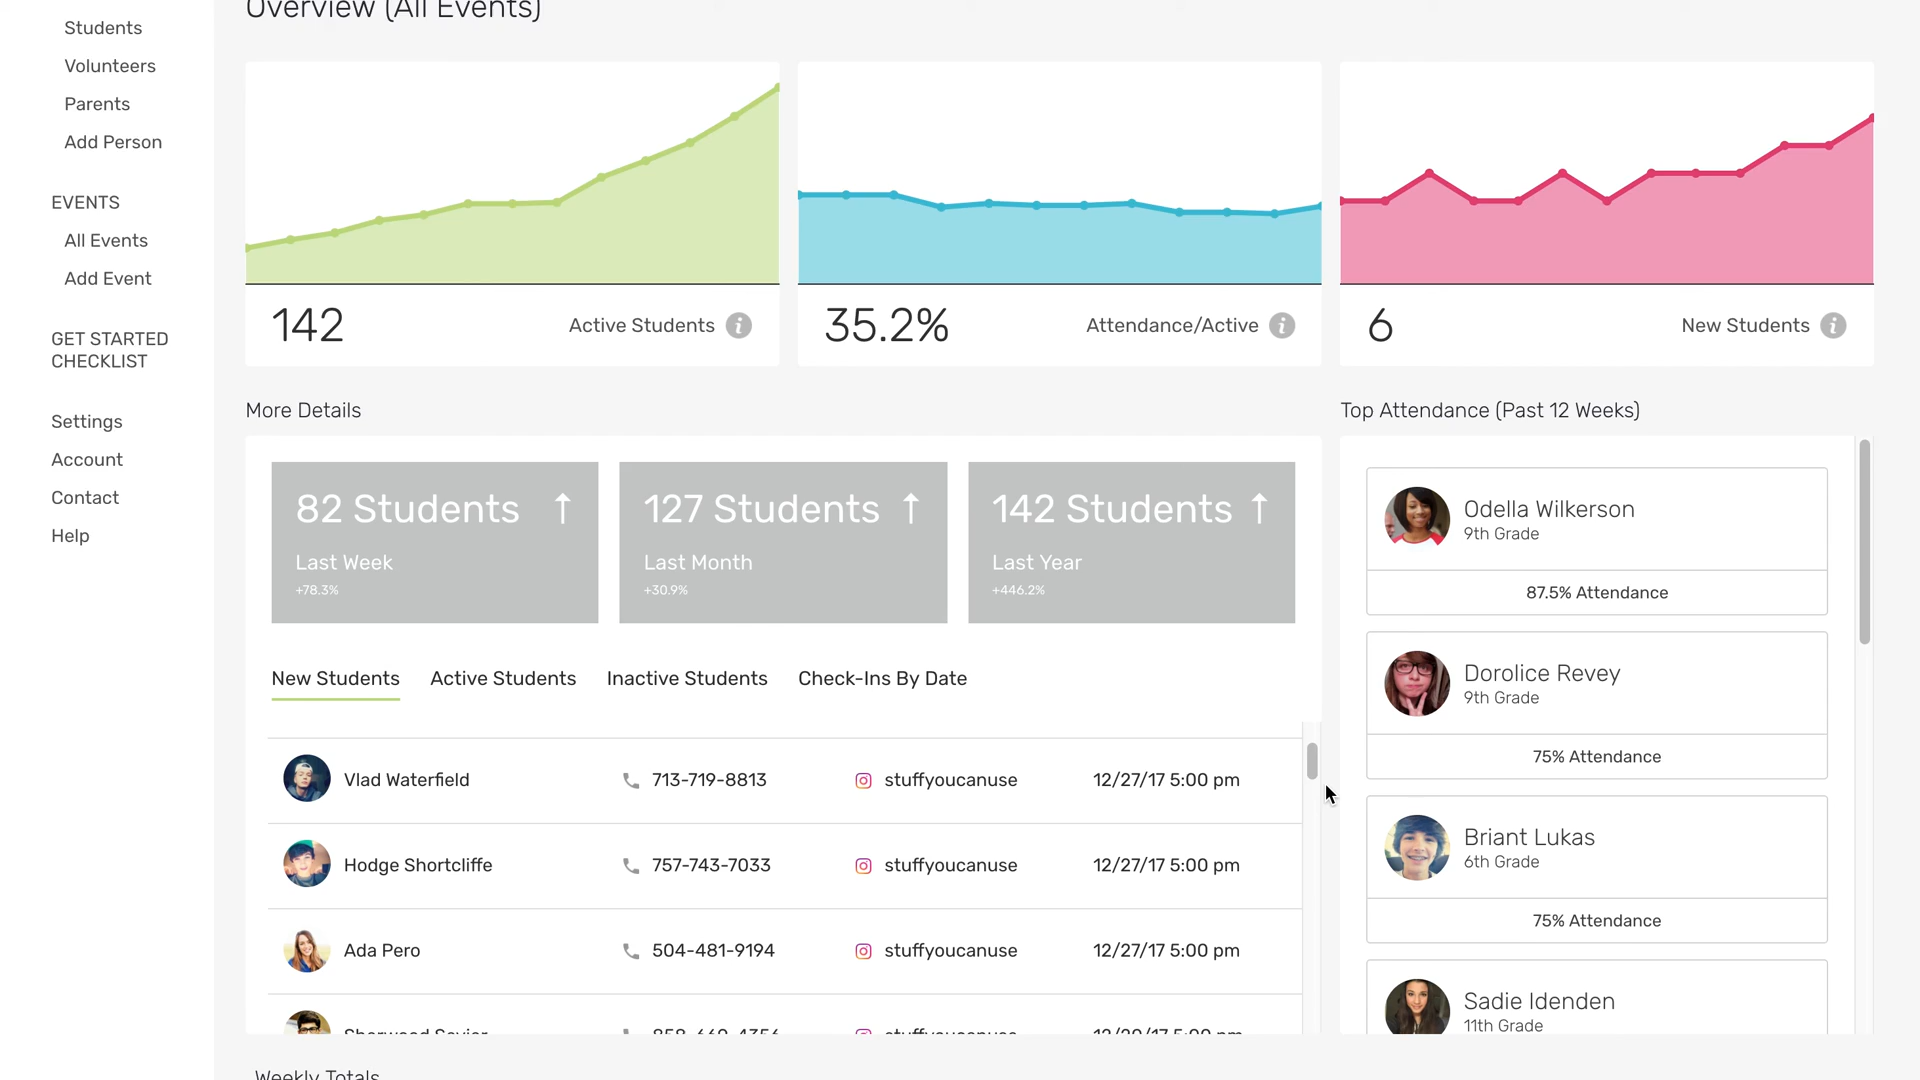 Overview (All Events)
Students
Volunteers
Parents
Add Person
EVENTS
All Events
Add Event
GET STARTED
CHECKLIST
Settings
Account
Contact
Help
142
Active Students
35.2%
Attendance/Active
6
New Students
More Details
82 Students ↑
Last Week
+78.3%
127 Students ↑
Last Month
+30.9%
142 Students ↑
Last Year
+446.2%
New Students
Active Students
Inactive Students
Check-Ins By Date
Vlad Waterfield 713-719-8813 stuffyoucanuse 12/27/17 5:00 pm
Hodge Shortcliffe 757-743-7033 stuffyoucanuse 12/27/17 5:00 pm
Ada Pero 504-481-9194 stuffyoucanuse 12/27/17 5:00 pm
stuffyoucanuse
Top Attendance (Past 12 Weeks)
Odella Wilkerson
9th Grade
87.5% Attendance
Dorolice Revey
9th Grade
75% Attendance
Briant Lukas
6th Grade
75% Attendance
Sadie Idenden
11th Grade
Weekly Totals